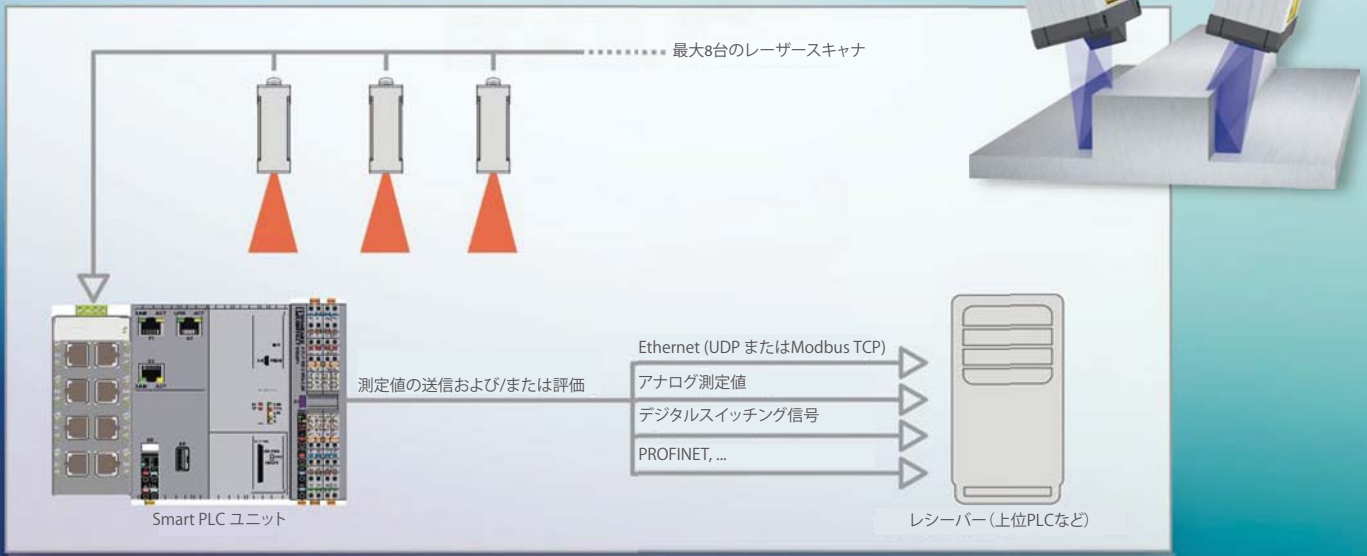 最大8台のレーザースキャナ
測定値の送信および/または評価
Ethernet (UDP またはModbus TCP)
アナログ測定値
デジタルスイッチング信号
PROFINET, ...
Smart PLC ユニット
レシーバー（上位PLCなど）